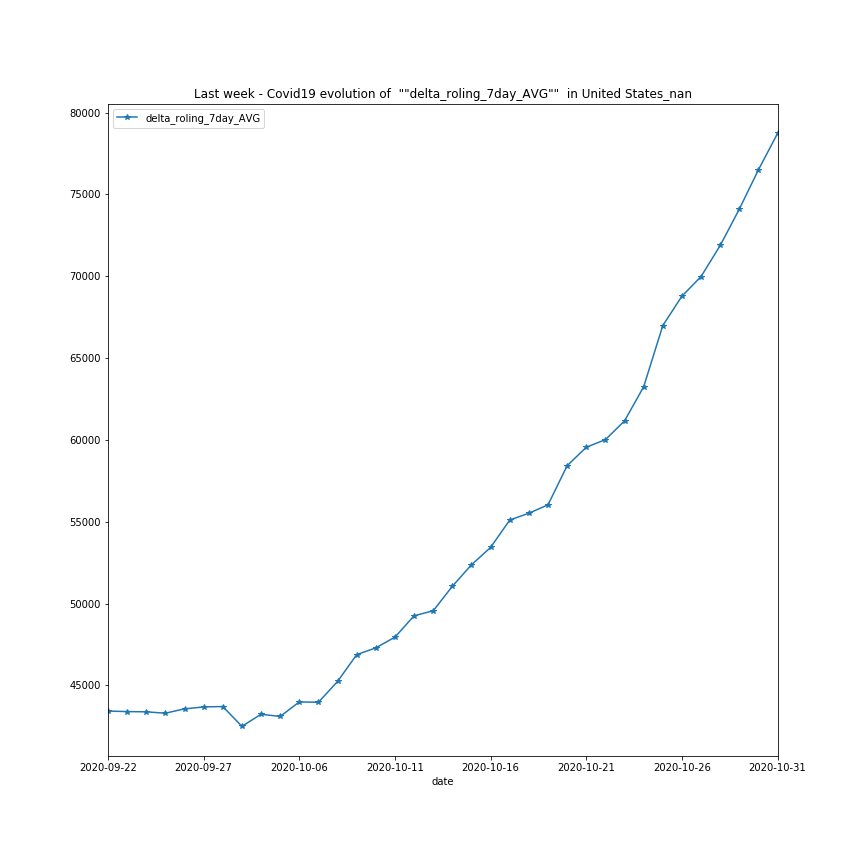 Last week - Covid19 evolution of  ""delta_roling_7day_AVG""  in United States_nan
delta_roling_7day_AVG
80000
75000
70000
65000
60000
55000
50000
45000
2020-09-22 2020-09-27 2020-10-06 2020-10-11 2020-10-16 2020-10-21 2020-10-26 2020-10-31
date